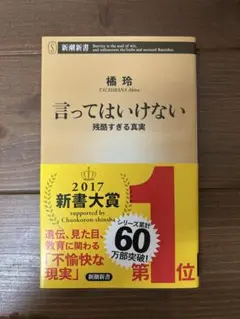 S 新潮新書
橘 玲
TACHIBANA Akira
言ってはいけない
残酷すぎる真実
2017
新書大賞
supported by
Chuokoron-shinsha
第1位
シリーズ累計
60
万部突破!
遺伝、見た目、
教育に関わる
「不愉快な
現実」
新潮新書